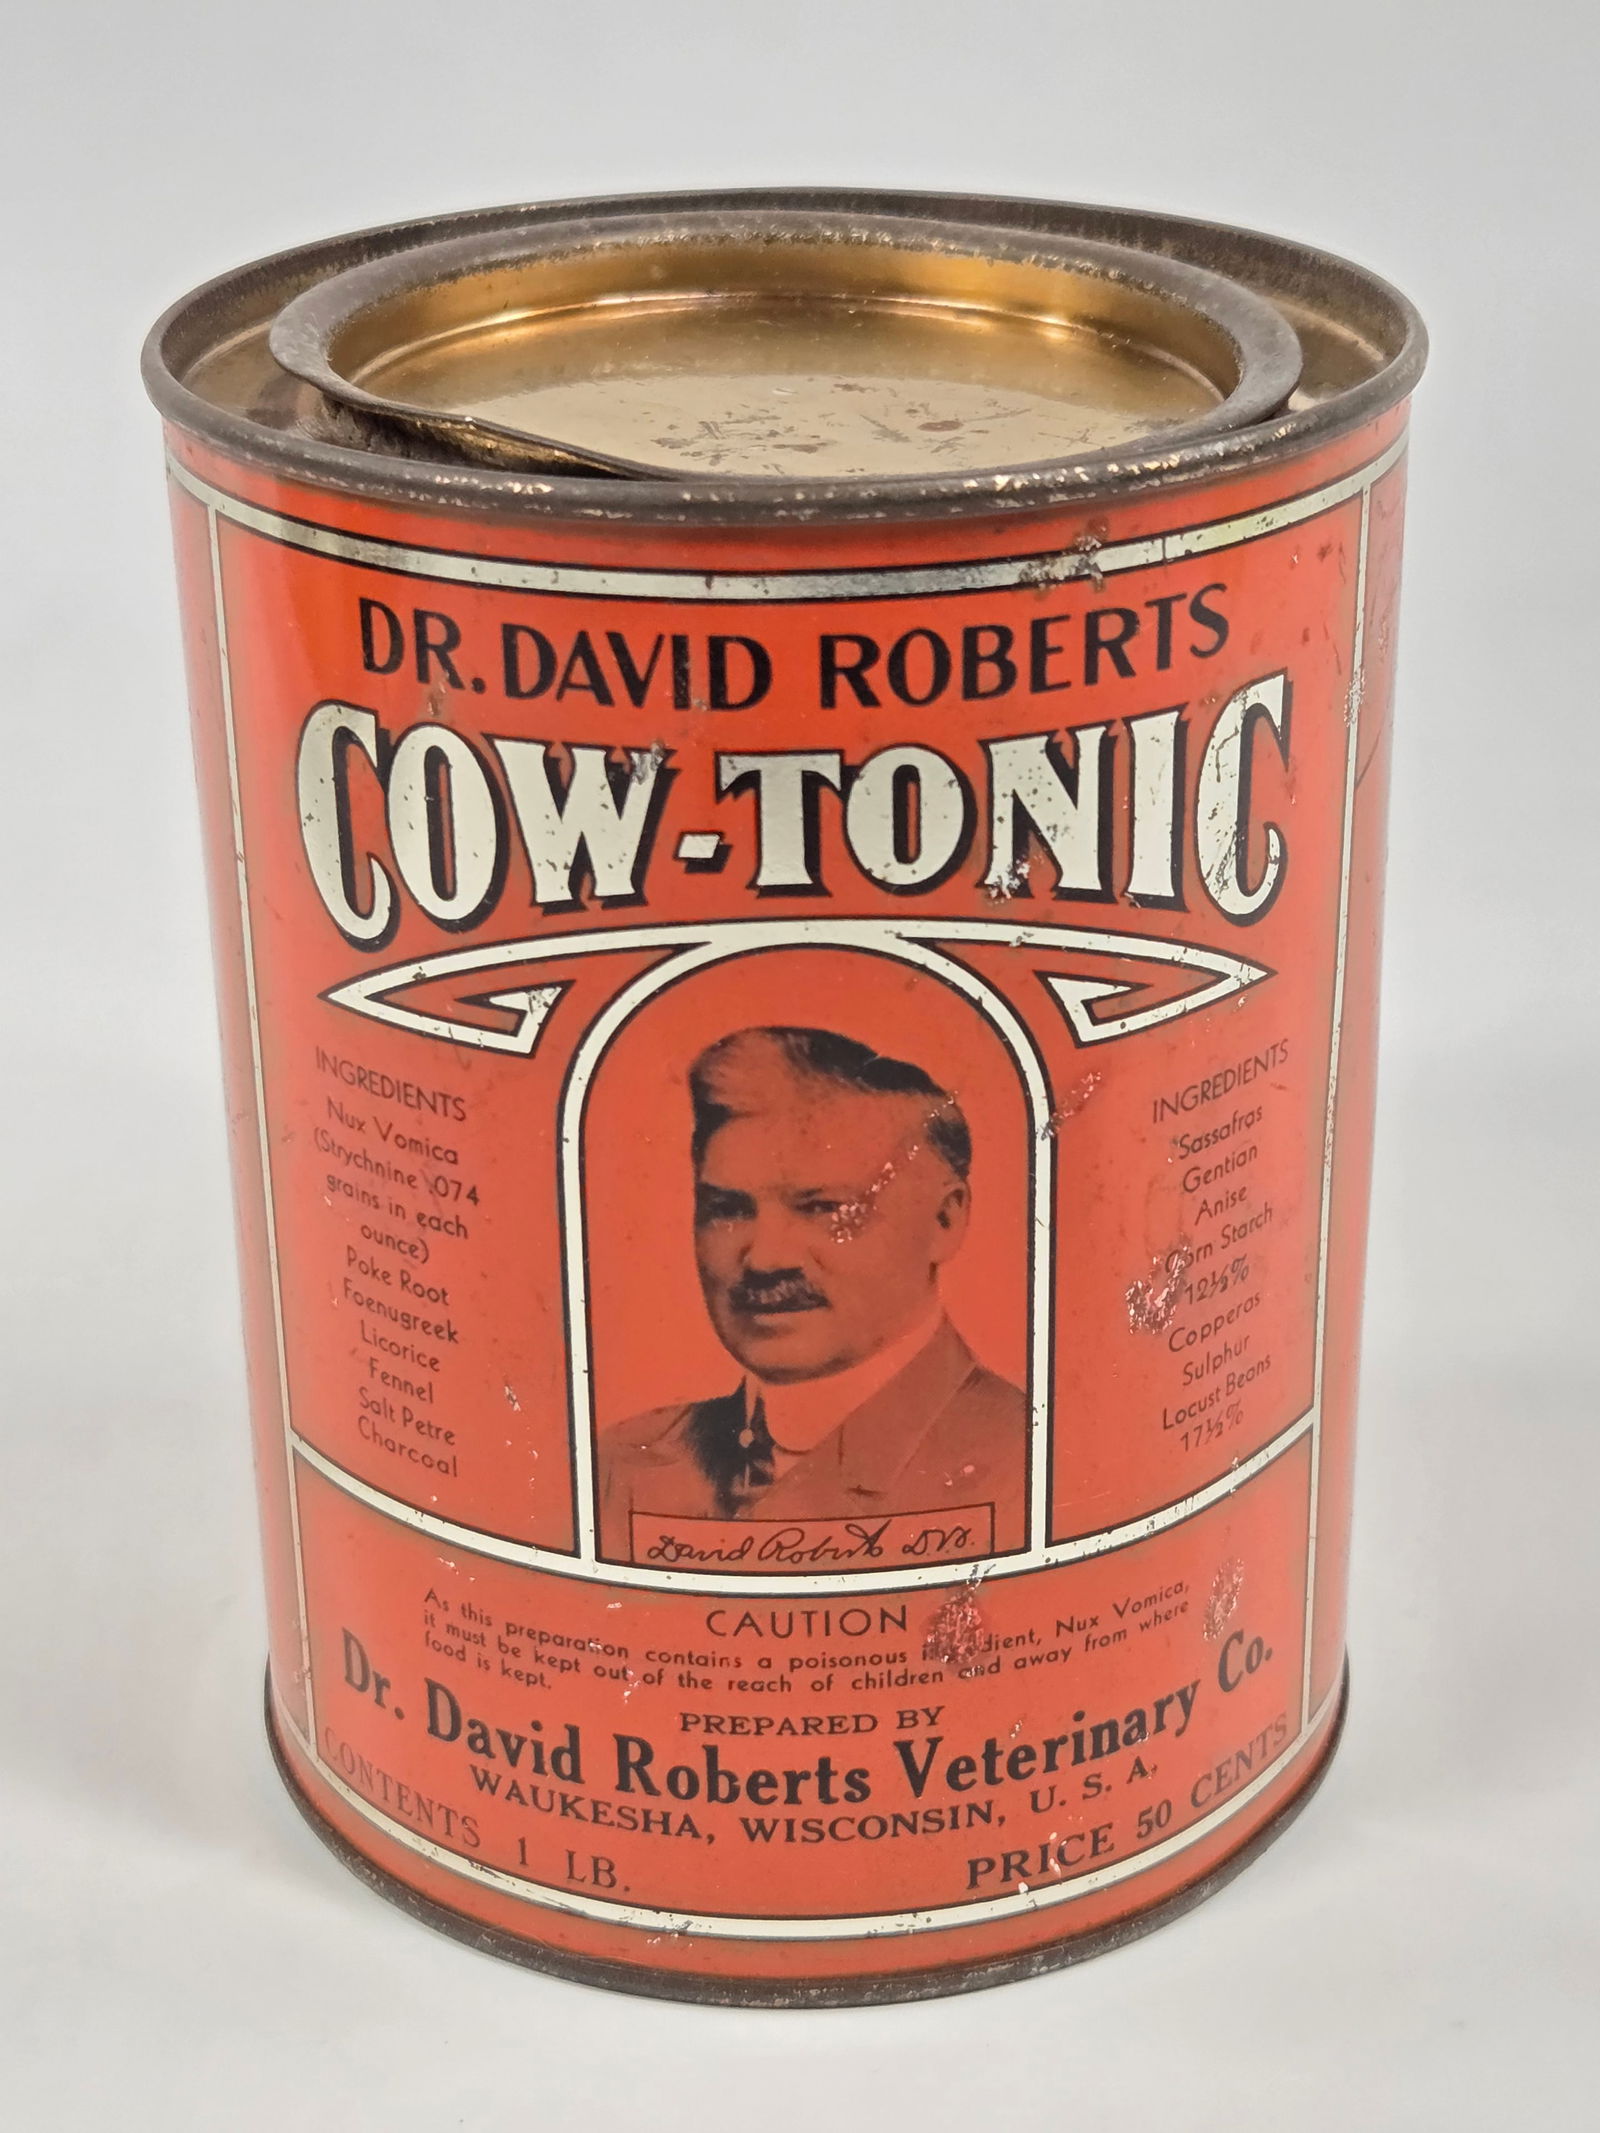 DR. DAVID ROBERTS
COW-TONIC
INGREDIENTS
Nux Vomica
(Strychnine .074
grains in each
ounce)
Poke Root
Foenugreek
Licorice
Fennel
Salt Petre
Charcoal
INGREDIENTS
Sassafras
Gentian
Anise
Corn Starch
12½%
Copperas
Sulphur
Locust Beans
17½%
David Roberts D.V.S.
CAUTION
As this preparation contains a poisonous ingredient, Nux Vomica,
it must be kept out of the reach of children and away from where
food is kept.
PREPARED BY
Dr. David Roberts Veterinary Co.
WAUKESHA, WISCONSIN, U. S. A.
CONTENTS 1 LB.
PRICE 50 CENTS